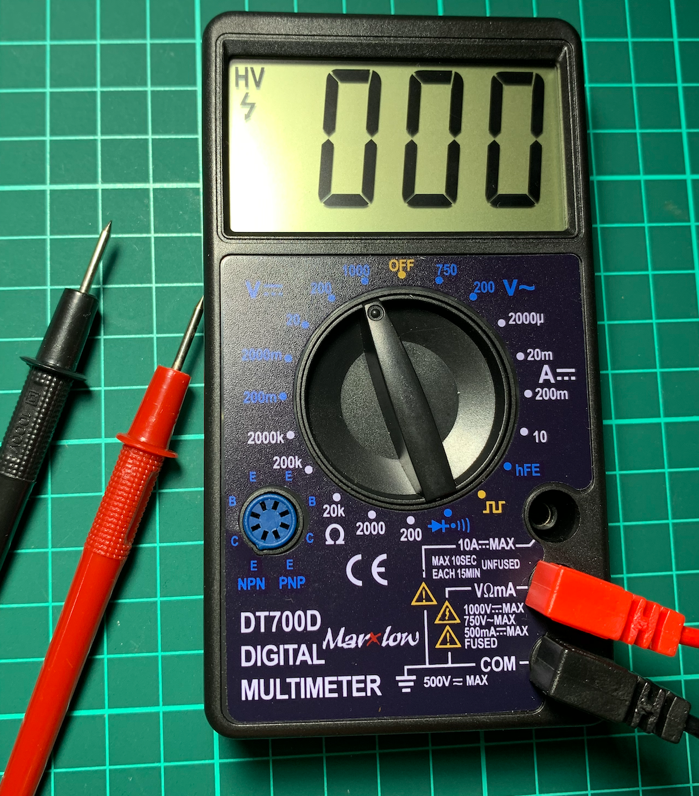 HV
000
OFF
1000
750
V⎓
200
200
V~
20
2000µ
2000m
20m
A⎓
200m
200m
2000k
10
200k
hFE
E
E
B
B
20k
Ω
2000
200
C
C
10A⎓MAX
MAX 10SEC
EACH 15MIN
UNFUSED
CE
E
E
NPN
PNP
VΩmA
1000V⎓MAX
750V~MAX
500mA⎓MAX
FUSED
DT700D
Marxlow
DIGITAL
MULTIMETER
COM
500V⎓MAX